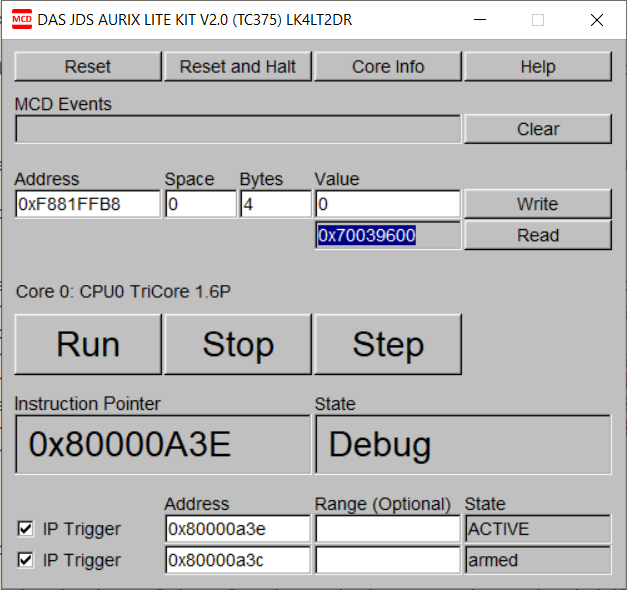 MCD DAS JDS AURIX LITE KIT V2.0 (TC375) LK4LT2DR
Reset Reset and Halt Core Info Help
MCD Events
Clear
Address Space Bytes Value
0xF881FFB8 0 4 0 Write
0x70039600 Read
Core 0: CPU0 TriCore 1.6P
Run Stop Step
Instruction Pointer State
0x80000A3E Debug
Address Range (Optional) State
IP Trigger 0x80000a3e ACTIVE
IP Trigger 0x80000a3c armed